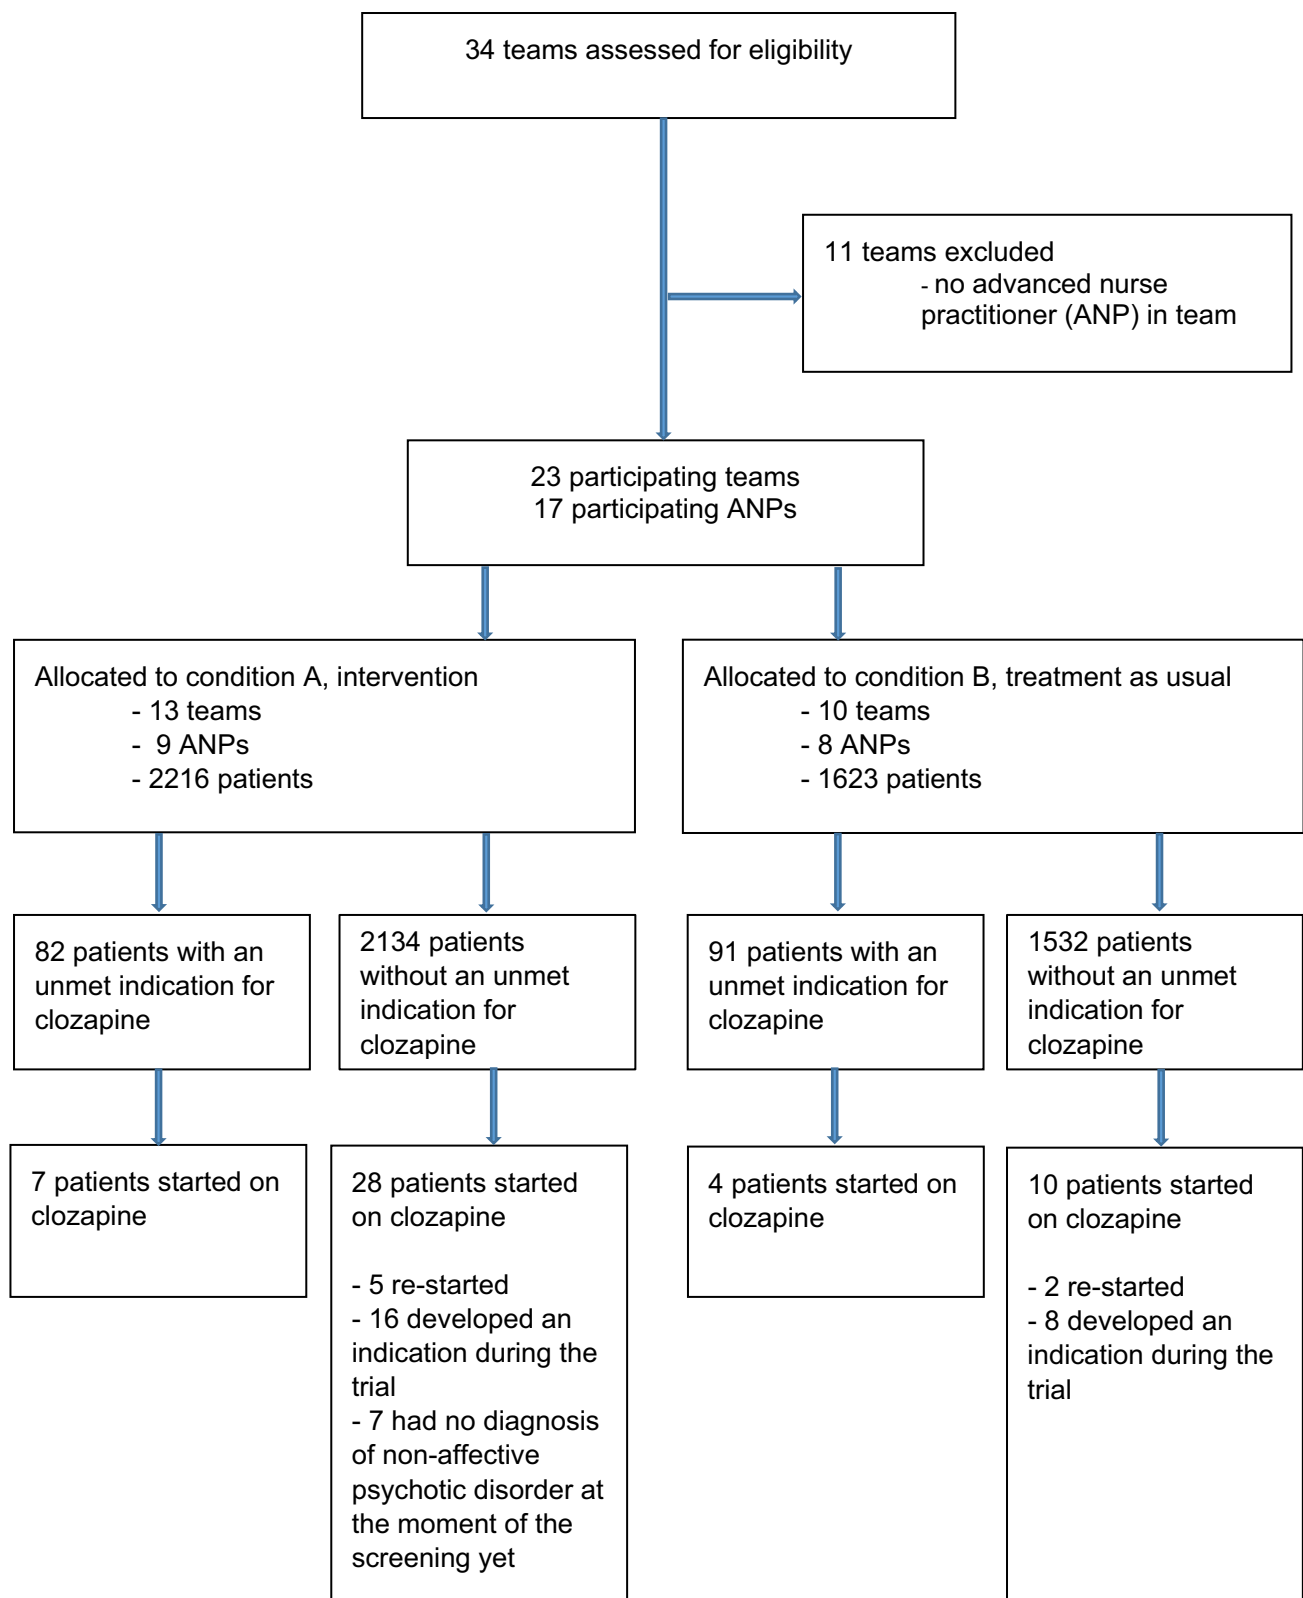 34 teams assessed for eligibility
11 teams excluded
- no advanced nurse
practitioner (ANP) in team
23 participating teams
17 participating ANPs
Allocated to condition A, intervention
- 13 teams
- 9 ANPs
- 2216 patients
Allocated to condition B, treatment as usual
- 10 teams
- 8 ANPs
- 1623 patients
82 patients with an
unmet indication for
clozapine
2134 patients
without an unmet
indication for
clozapine
91 patients with an
unmet indication for
clozapine
1532 patients
without an unmet
indication for
clozapine
7 patients started on
clozapine
28 patients started
on clozapine
- 5 re-started
- 16 developed an
indication during the
trial
- 7 had no diagnosis
of non-affective
psychotic disorder at
the moment of the
screening yet
4 patients started on
clozapine
10 patients started
on clozapine
- 2 re-started
- 8 developed an
indication during the
trial